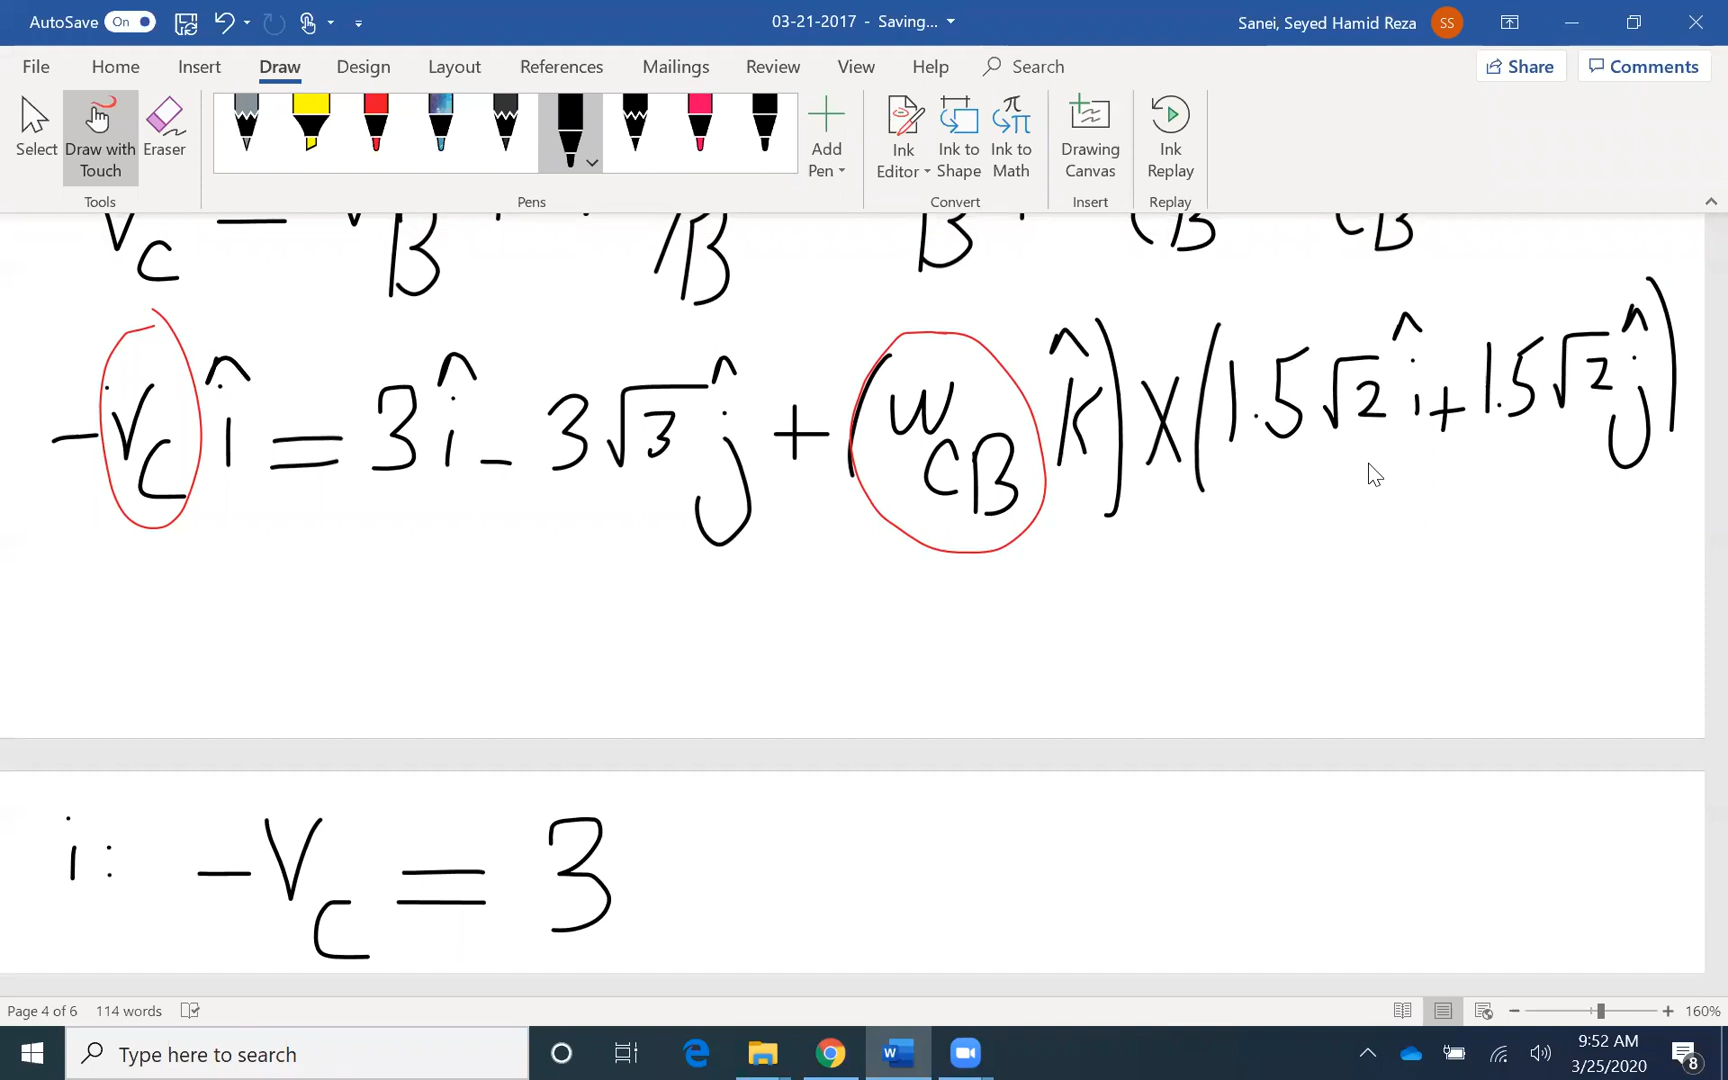 AutoSave On 03-21-2017 - Saving... Sanei, Seyed Hamid Reza SS
File Home Insert Draw Design Layout References Mailings Review View Help Search Share Comments
Select Draw with Touch Eraser Add Pen Ink Editor Ink to Shape Ink to Math Drawing Canvas Ink Replay
Tools Pens Convert Insert Replay
-V_C î = 3 î - 3√3 ĵ + (ω_CB k̂) X (1.5√2 î + 1.5√2 ĵ)
i: -V_C = 3
Page 4 of 6 114 words 160%
Type here to search 9:52 AM
3/25/2020 8